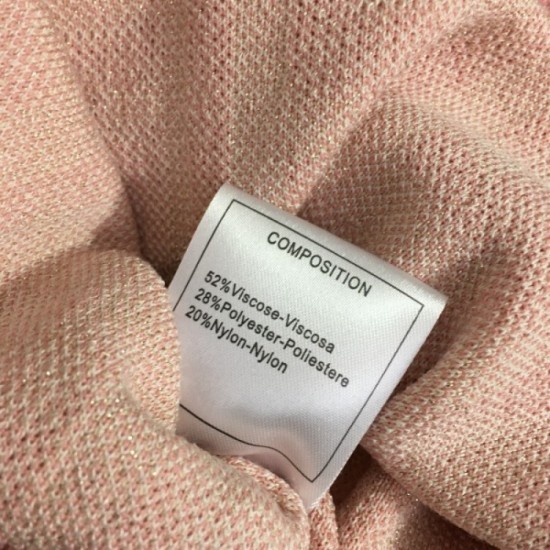 COMPOSITION
52%Viscose-Viscosa
28%Polyester-Poliestere
20%Nylon-Nylon